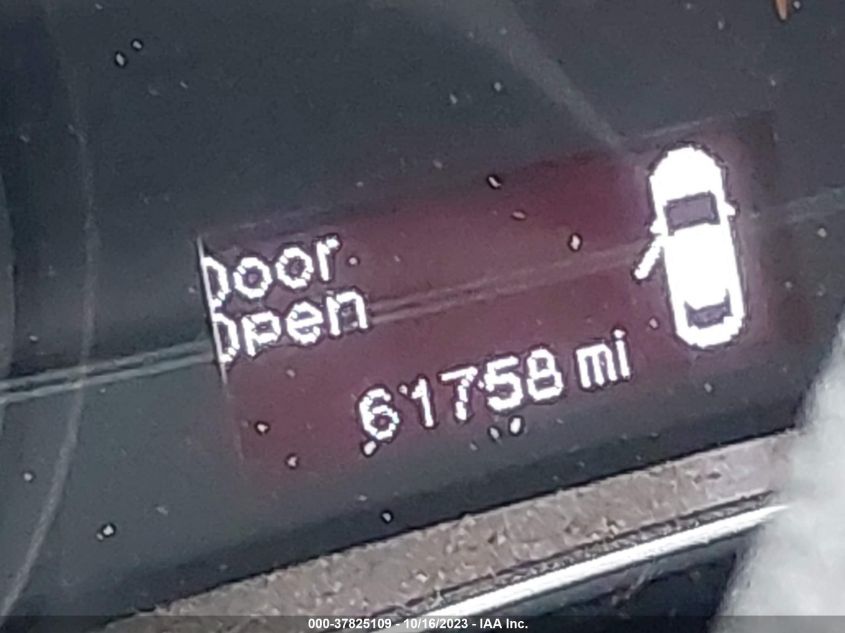 Door
Open
61758 mi
000-37825109 - 10/16/2023 - IAA Inc.